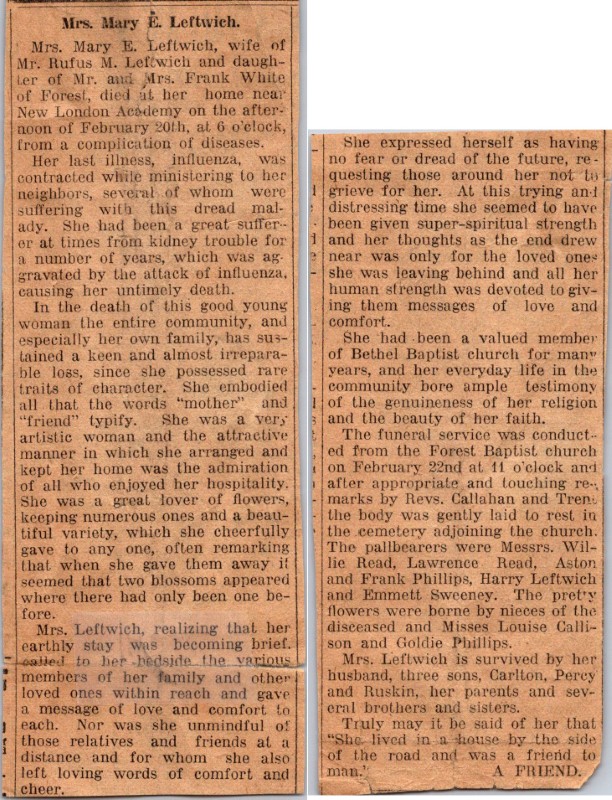 Mrs. Mary E. Leftwich.
Mrs. Mary E. Leftwich, wife of
Mr. Rufus M. Leftwich and daugh-
ter of Mr. and Mrs. Frank White
of Forest, died at her home near
New London Academy on the after-
noon of February 20th, at 6 o'clock,
from a complication of diseases.
Her last illness, influenza, was
contracted while ministering to her
neighbors, several of whom were
suffering with this dread mal-
ady. She had been a great suffer-
er at times from kidney trouble for
a number of years, which was ag-
gravated by the attack of influenza,
causing her untimely death.
In the death of this good young
woman the entire community, and
especially her own family, has sus-
tained a keen and almost irrepara-
ble loss, since she possessed rare
traits of character. She embodied
all that the words "mother" and
"friend" typify. She was a very
artistic woman and the attractive
manner in which she arranged and
kept her home was the admiration
of all who enjoyed her hospitality.
She was a great lover of flowers,
keeping numerous ones and a beau-
tiful variety, which she cheerfully
gave to any one, often remarking
that when she gave them away it
seemed that two blossoms appeared
where there had only been one be-
fore.
Mrs. Leftwich, realizing that her
earthly stay was becoming brief,
called to her bedside the various
members of her family and other
loved ones within reach and gave
a message of love and comfort to
each. Nor was she unmindful of
those relatives and friends at a
distance and for whom she also
left loving words of comfort and
cheer.
She expressed herself as having
no fear or dread of the future, re-
questing those around her not to
grieve for her. At this trying and
distressing time she seemed to have
been given super-spiritual strength
and her thoughts as the end drew
near was only for the loved ones
she was leaving behind and all her
human strength was devoted to giv-
ing them messages of love and
comfort.
She had been a valued member
of Bethel Baptist church for many
years, and her everyday life in the
community bore ample testimony
of the genuineness of her religion
and the beauty of her faith.
The funeral service was conduct-
ed from the Forest Baptist church
on February 22nd at 11 o'clock and
after appropriate and touching re-
marks by Revs. Callahan and
the body was gently laid to rest in
the cemetery adjoining the church.
The pallbearers were Messrs. Wil-
lie Read, Lawrence Read, Aston
and Frank Phillips, Harry Leftwich
and Emmett Sweeney. The pretty
flowers were borne by nieces of the
disceased and Misses Louise Calli-
son and Goldie Phillips.
Mrs. Leftwich is survived by her
husband, three sons, Carlton, Percy
and Ruskin, her parents and sev-
eral brothers and sisters.
Truly may it be said of her that
"She lived in a house by the side
of the road and was a friend to
man." A FRIEND.